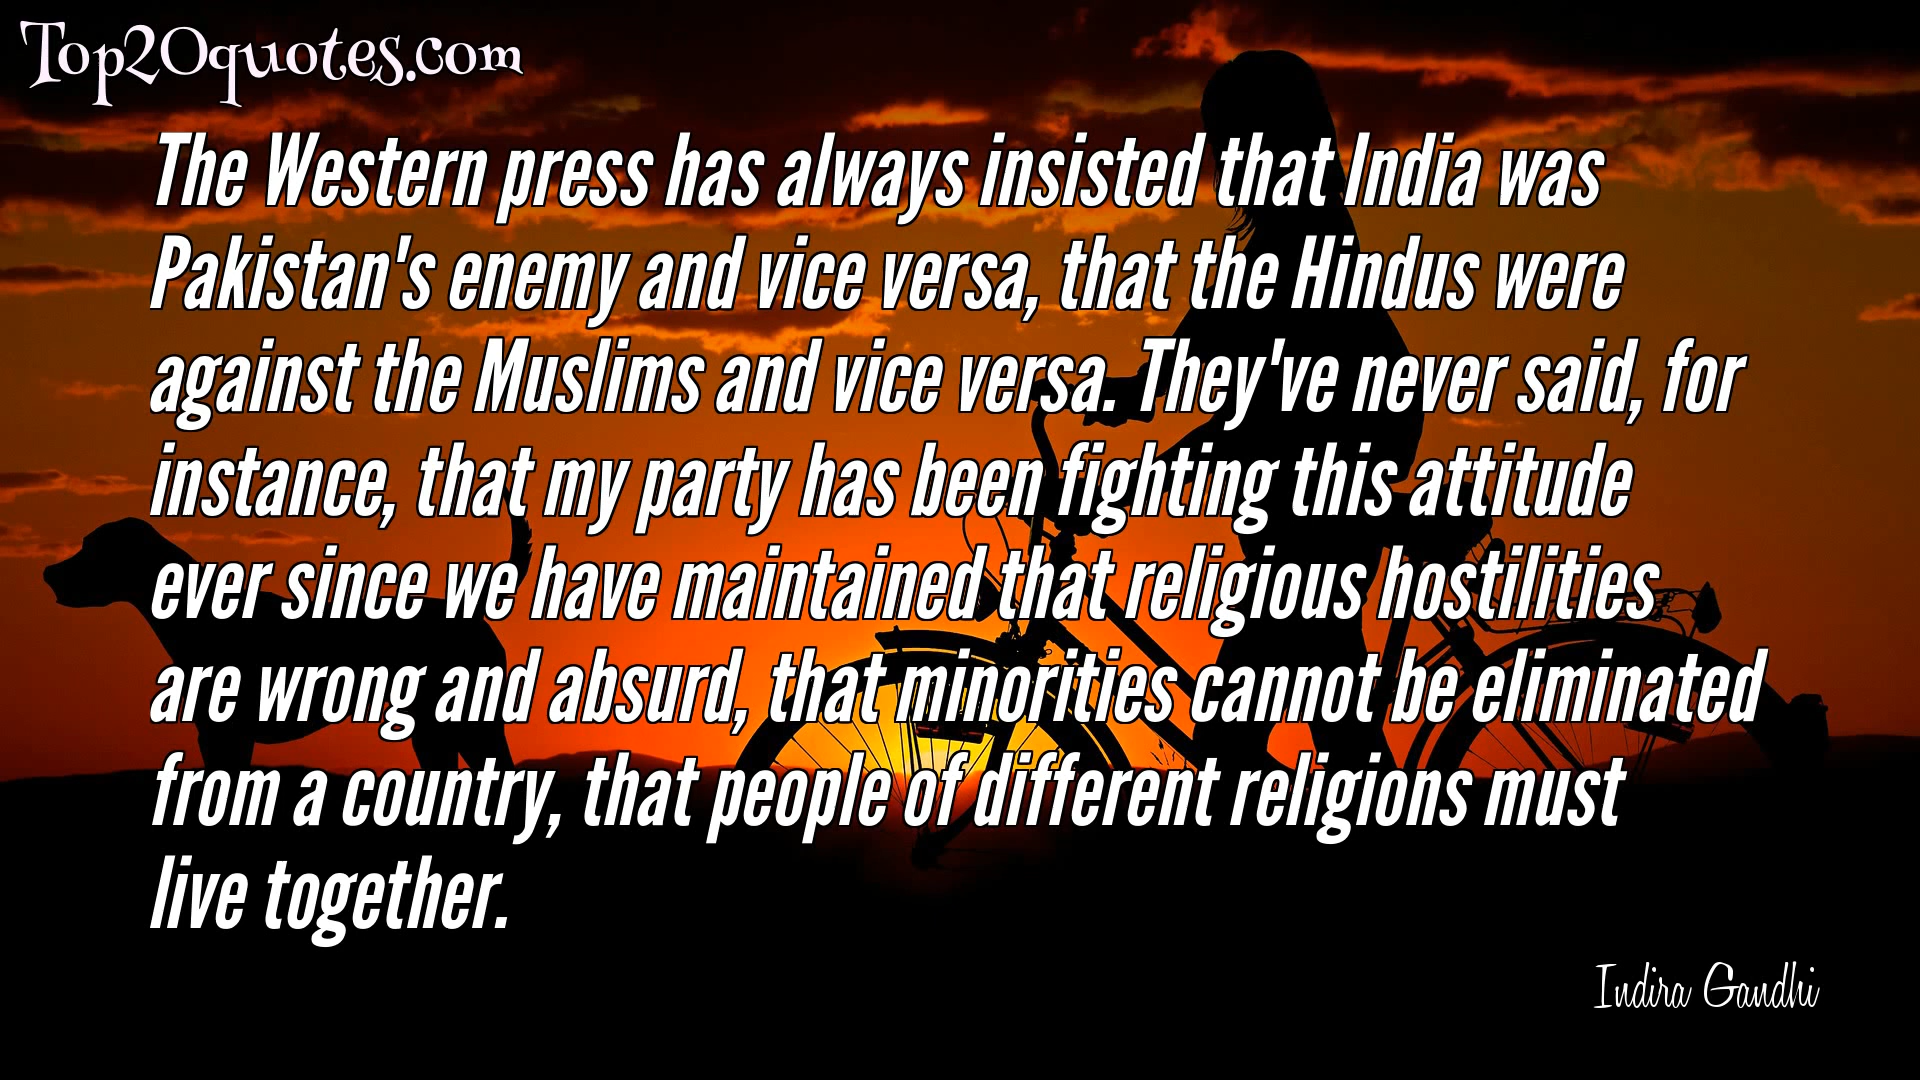 Top20quotes.com
The Western press has always insisted that India was
Pakistan's enemy and vice versa, that the Hindus were
against the Muslims and vice versa. They've never said, for
instance, that my party has been fighting this attitude
ever since we have maintained that religious hostilities
are wrong and absurd, that minorities cannot be eliminated
from a country, that people of different religions must
live together.
Indira Gandhi